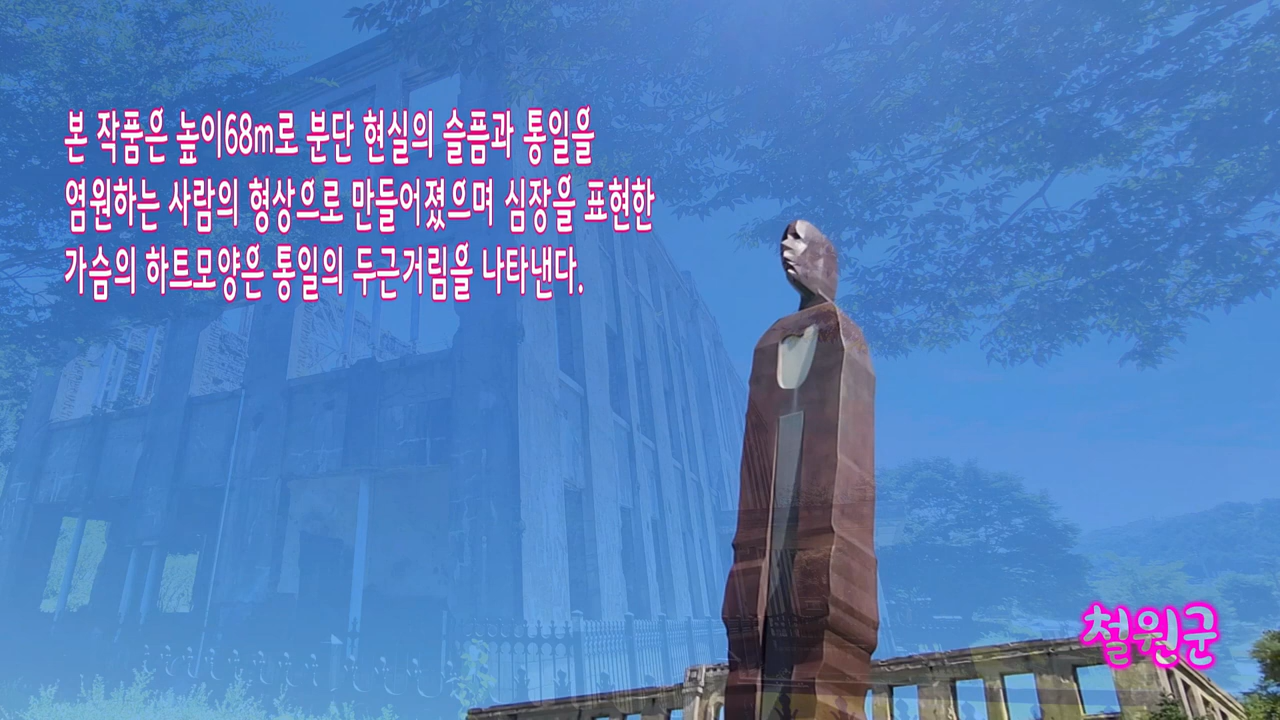 본 작품은 높이68m로 분단 현실의 슬픔과 통일을
염원하는 사람의 형상으로 만들어졌으며 심장을 표현한
가슴의 하트모양은 통일의 두근거림을 나타낸다.
철원군